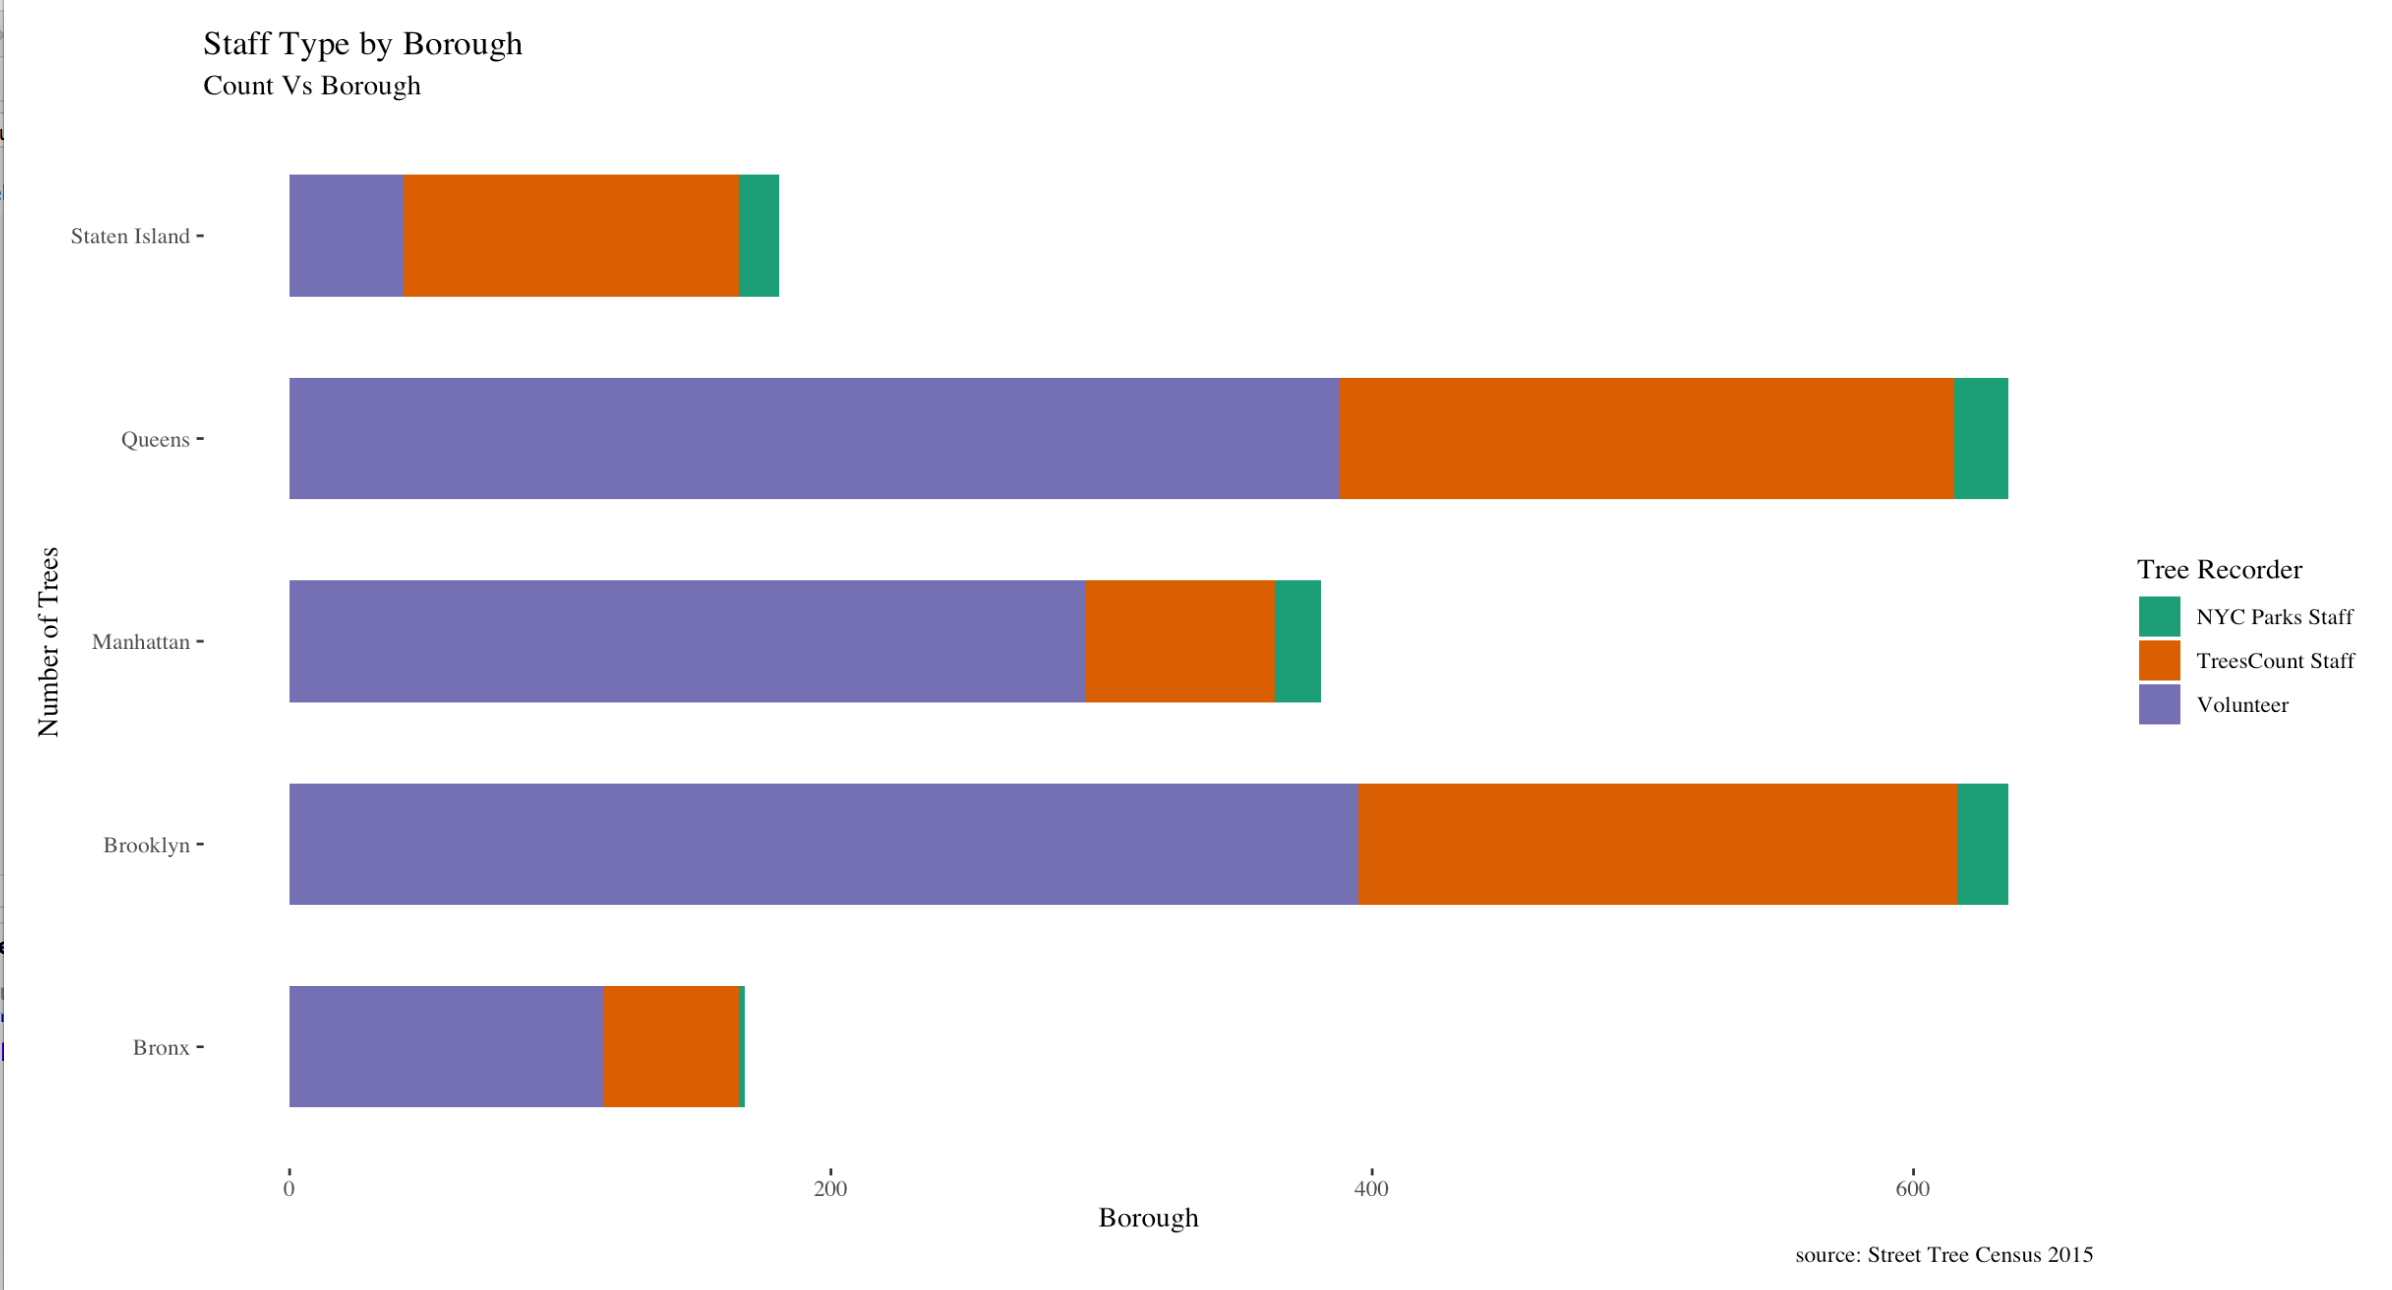 Staff Type by Borough
Count Vs Borough
Staten Island
Queens
Manhattan
Brooklyn
Bronx
Number of Trees
0 200 400 600
Borough
Tree Recorder
NYC Parks Staff
TreesCount Staff
Volunteer
source: Street Tree Census 2015